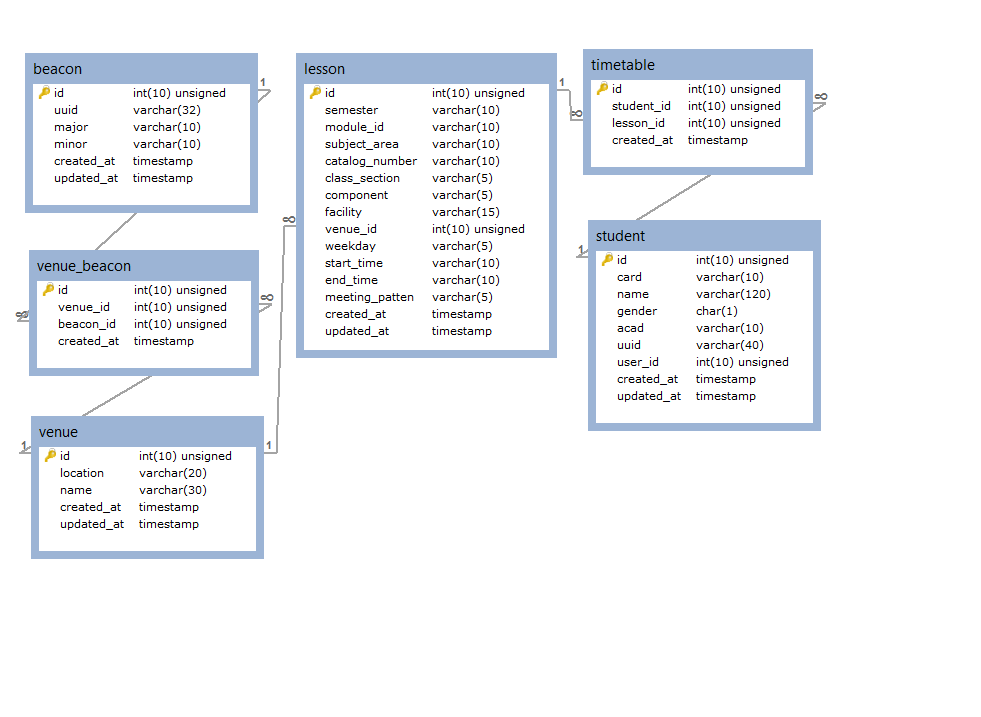 beacon
id int(10) unsigned
uuid varchar(32)
major varchar(10)
minor varchar(10)
created_at timestamp
updated_at timestamp
1
venue_beacon
id int(10) unsigned
venue_id int(10) unsigned
beacon_id int(10) unsigned
created_at timestamp
∞
∞
venue
id int(10) unsigned
location varchar(20)
name varchar(30)
created_at timestamp
updated_at timestamp
1
1
lesson
id int(10) unsigned
semester varchar(10)
module_id varchar(10)
subject_area varchar(10)
catalog_number varchar(10)
class_section varchar(5)
component varchar(5)
facility varchar(15)
venue_id int(10) unsigned
weekday varchar(5)
start_time varchar(10)
end_time varchar(10)
meeting_patten varchar(5)
created_at timestamp
updated_at timestamp
∞
1
timetable
id int(10) unsigned
student_id int(10) unsigned
lesson_id int(10) unsigned
created_at timestamp
∞
∞
student
id int(10) unsigned
card varchar(10)
name varchar(120)
gender char(1)
acad varchar(10)
uuid varchar(40)
user_id int(10) unsigned
created_at timestamp
updated_at timestamp
1